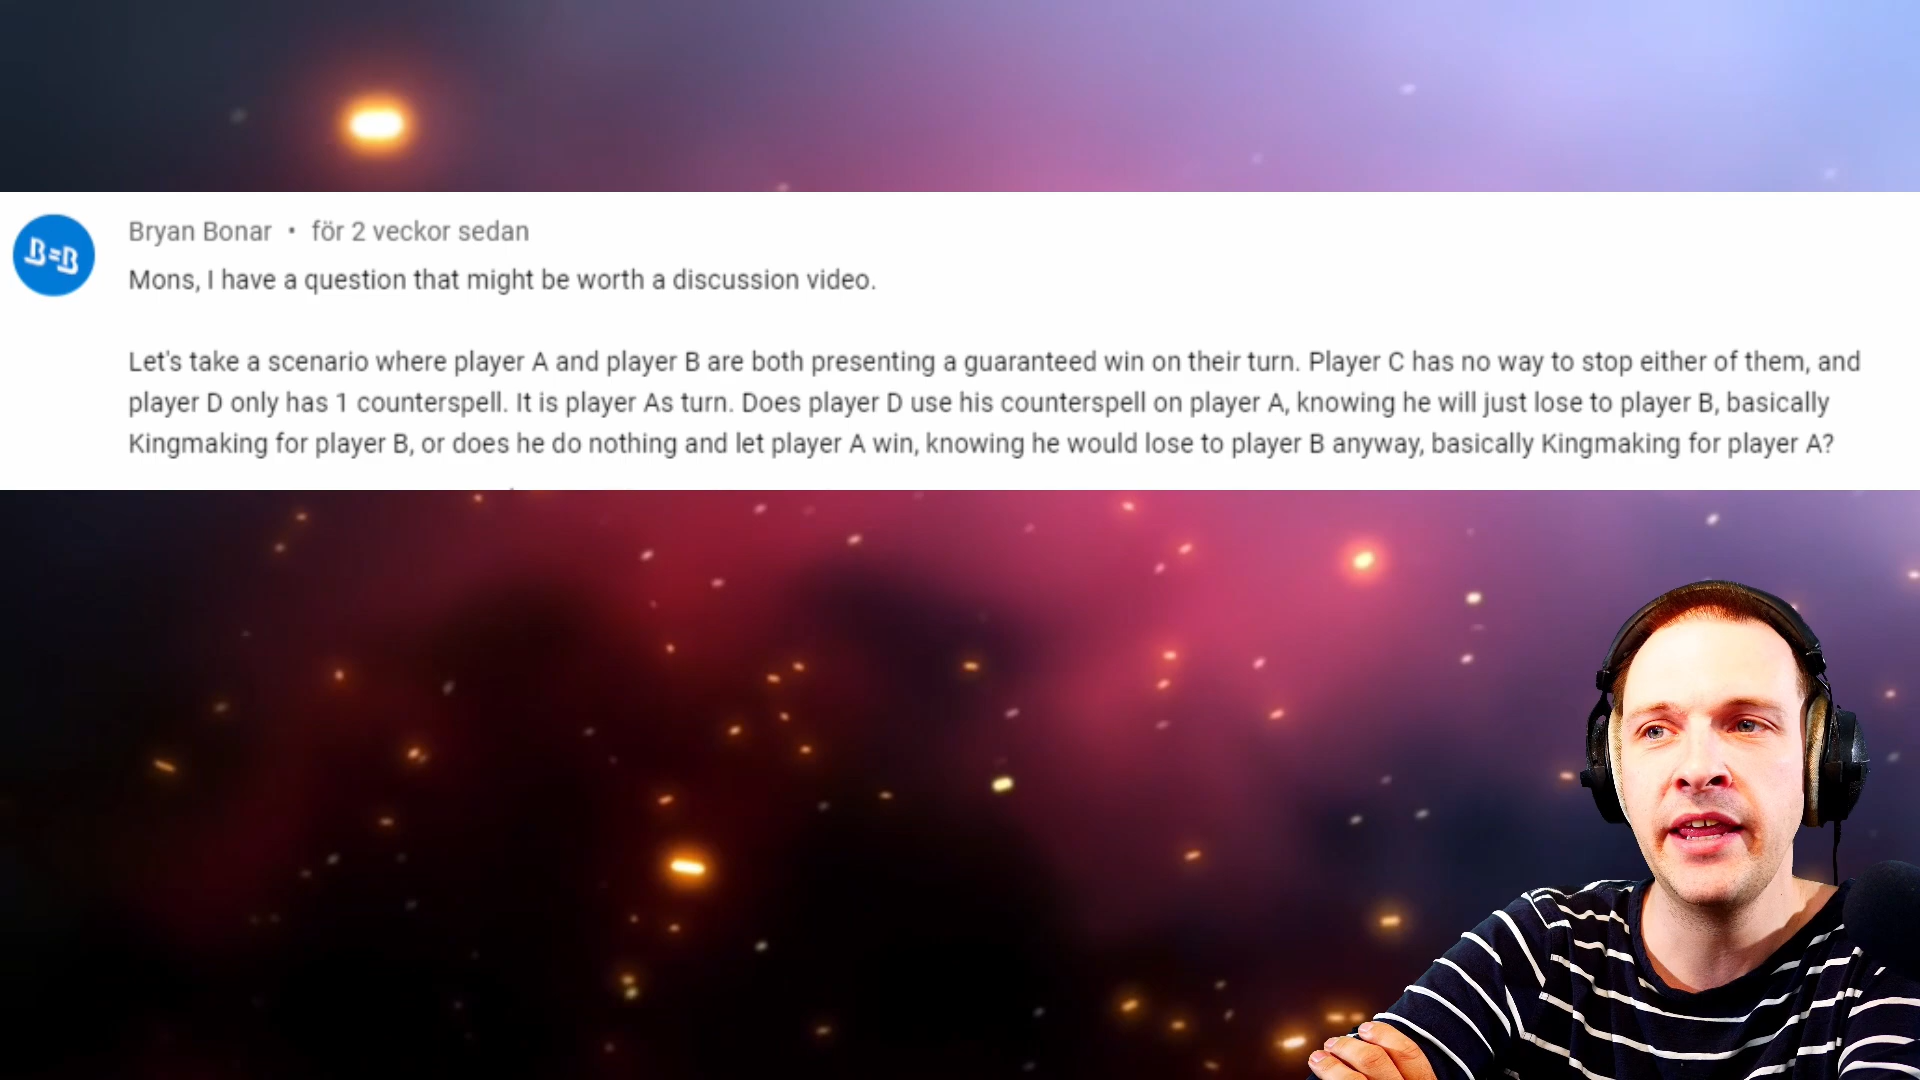 B=B
Bryan Bonar • för 2 veckor sedan
Mons, I have a question that might be worth a discussion video.
Let's take a scenario where player A and player B are both presenting a guaranteed win on their turn. Player C has no way to stop either of them, and
player D only has 1 counterspell. It is player As turn. Does player D use his counterspell on player A, knowing he will just lose to player B, basically
Kingmaking for player B, or does he do nothing and let player A win, knowing he would lose to player B anyway, basically Kingmaking for player A?